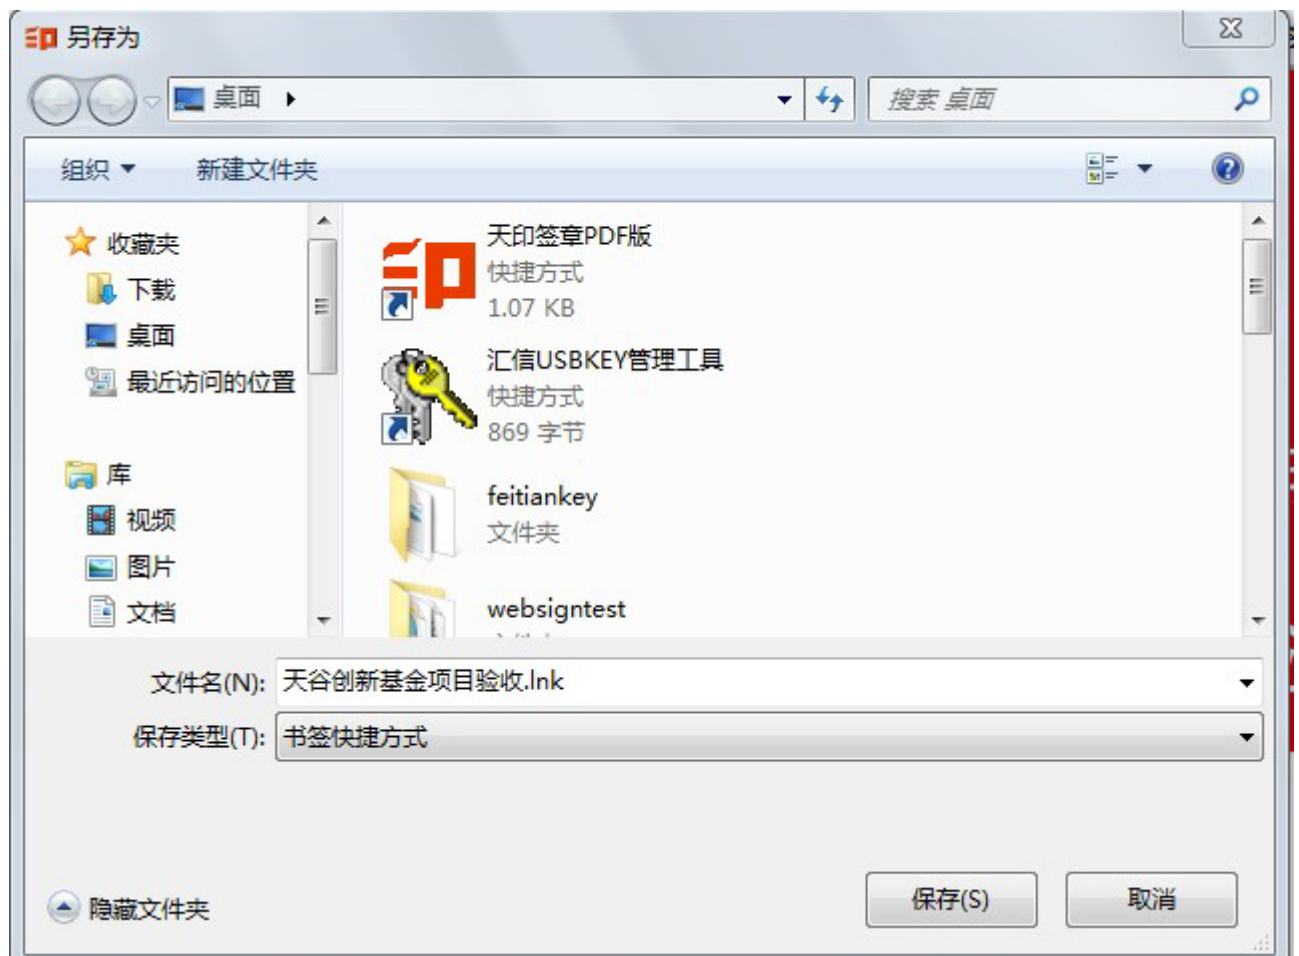 另存为
桌面
搜索 桌面
组织
新建文件夹
收藏夹
下载
桌面
最近访问的位置
库
视频
图片
文档
天印签章PDF版
快捷方式
1.07 KB
汇信USBKEY管理工具
快捷方式
869 字节
feitiankey
文件夹
websigntest
文件名(N): 天谷创新基金项目验收.lnk
保存类型(T): 书签快捷方式
隐藏文件夹
保存(S)
取消